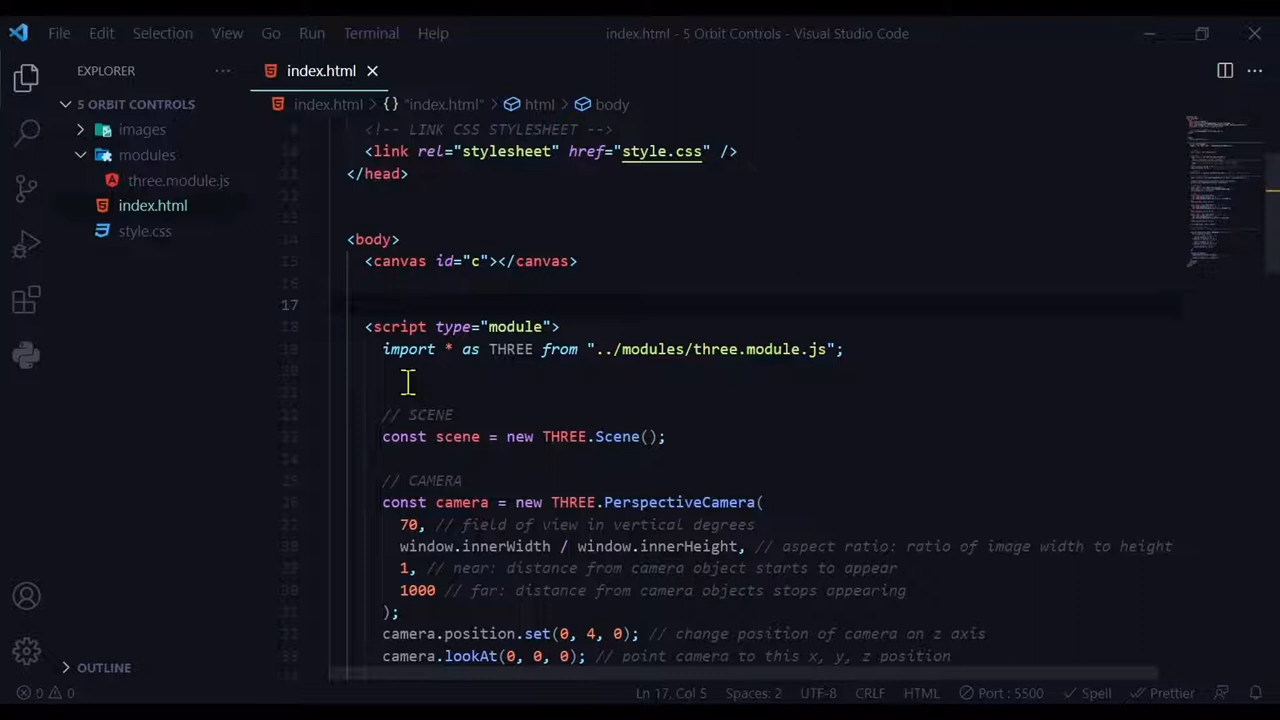 File Edit Selection View Go Run Terminal Help
index.html - 5 Orbit Controls - Visual Studio Code
EXPLORER
index.html
5 ORBIT CONTROLS
images
modules
three.module.js
index.html
style.css
OUTLINE
index.html > {} "index.html" > html > body
<!-- LINK CSS STYLESHEET -->
<link rel="stylesheet" href="style.css" />
</head>
14 <body>
15 <canvas id="c"></canvas>
16
17
18 <script type="module">
import * as THREE from "../modules/three.module.js";
// SCENE
const scene = new THREE.Scene();
// CAMERA
const camera = new THREE.PerspectiveCamera(
70, // field of view in vertical degrees
window.innerWidth / window.innerHeight, // aspect ratio: ratio of image width to height
1, // near: distance from camera object starts to appear
1000 // far: distance from camera objects stops appearing
);
camera.position.set(0, 4, 0); // change position of camera on z axis
camera.lookAt(0, 0, 0); // point camera to this x, y, z position
0 0
Ln 17, Col 5 Spaces: 2 UTF-8 CRLF HTML Port : 5500 Spell Prettier